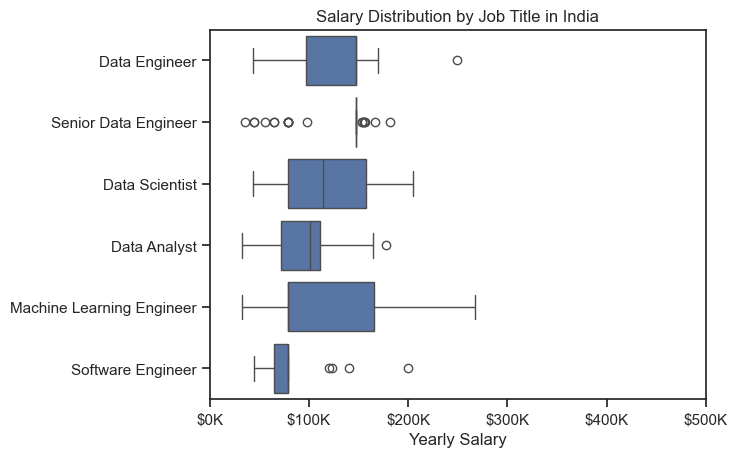 Salary Distribution by Job Title in India
Data Engineer
Senior Data Engineer
Data Scientist
Data Analyst
Machine Learning Engineer
Software Engineer
$0K $100K $200K $300K $400K $500K
Yearly Salary